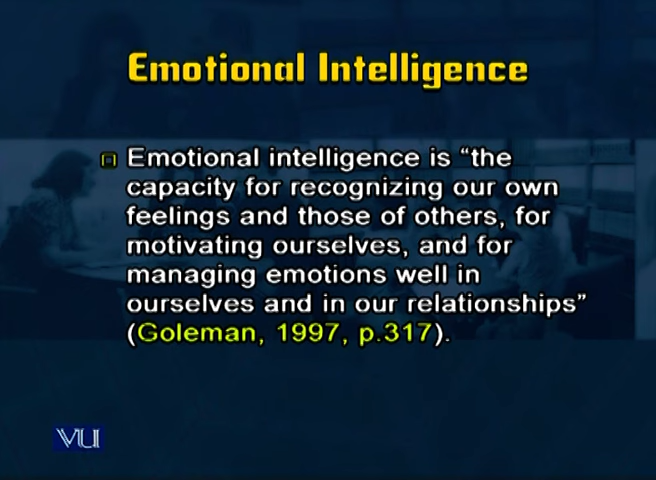 Emotional Intelligence
Emotional intelligence is “the
capacity for recognizing our own
feelings and those of others, for
motivating ourselves, and for
managing emotions well in
ourselves and in our relationships”
(Goleman, 1997, p.317).
VU